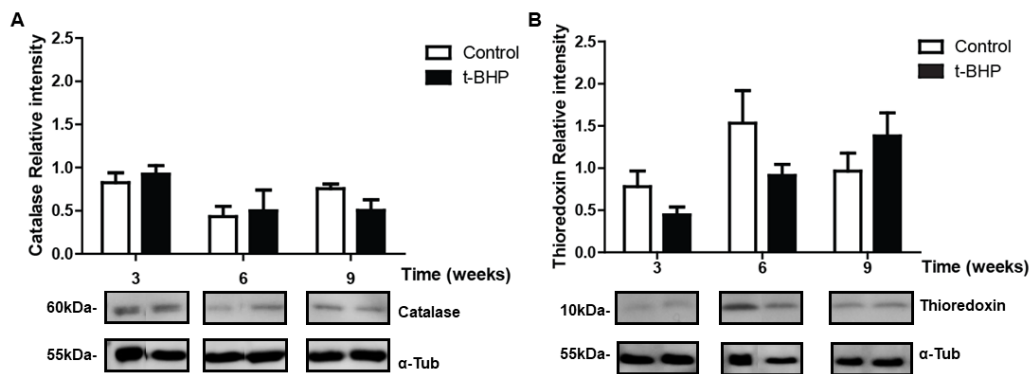 A
Catalase Relative intensity
2.5
2.0
1.5
1.0
0.5
0.0
Control
t-BHP
3 6 9 Time (weeks)
60kDa- Catalase
55kDa- α-Tub
B
Thioredoxin Relative intensity
2.5
2.0
1.5
1.0
0.5
0.0
Control
t-BHP
3 6 9 Time (weeks)
10kDa- Thioredoxin
55kDa- α-Tub